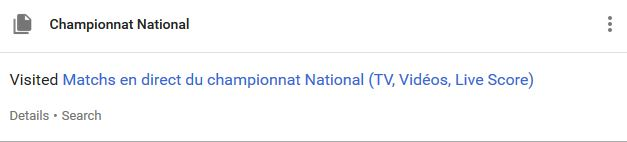 Championnat National
Visited Matchs en direct du championnat National (TV, Vidéos, Live Score)
Details • Search